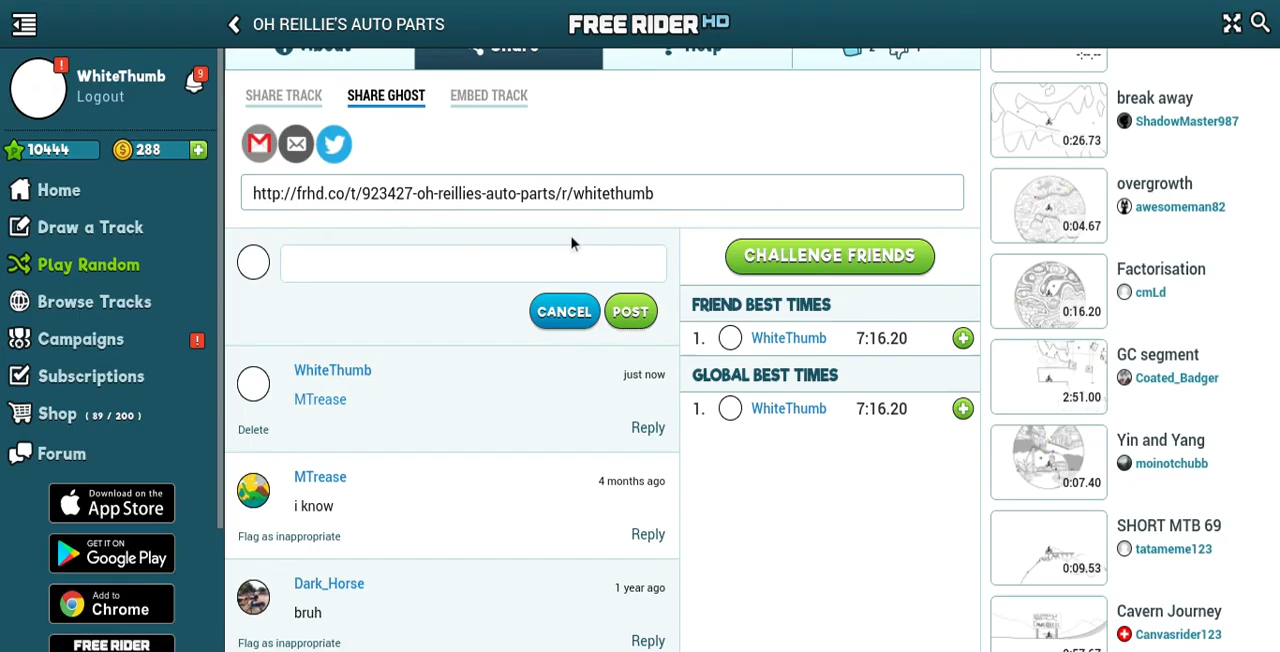 OH REILLIE'S AUTO PARTS
FREE RIDER HD
WhiteThumb
Logout
9
10444
288
Home
Draw a Track
Play Random
Browse Tracks
Campaigns
Subscriptions
Shop ( 89 / 200 )
Forum
Download on the
App Store
GET IT ON
Google Play
Add to
Chrome
FREE RIDER
About
Share
Help
SHARE TRACK
SHARE GHOST
EMBED TRACK
http://frhd.co/t/923427-oh-reillies-auto-parts/r/whitethumb
CANCEL
POST
WhiteThumb
just now
MTrease
Delete
Reply
MTrease
4 months ago
i know
Flag as inappropriate
Reply
Dark_Horse
1 year ago
bruh
Flag as inappropriate
Reply
CHALLENGE FRIENDS
FRIEND BEST TIMES
1. WhiteThumb 7:16.20
GLOBAL BEST TIMES
1. WhiteThumb 7:16.20
-:--.--
break away
ShadowMaster987
0:26.73
overgrowth
awesomeman82
0:04.67
Factorisation
cmLd
0:16.20
GC segment
Coated_Badger
2:51.00
Yin and Yang
moinotchubb
0:07.40
SHORT MTB 69
tatameme123
0:09.53
Cavern Journey
Canvasrider123